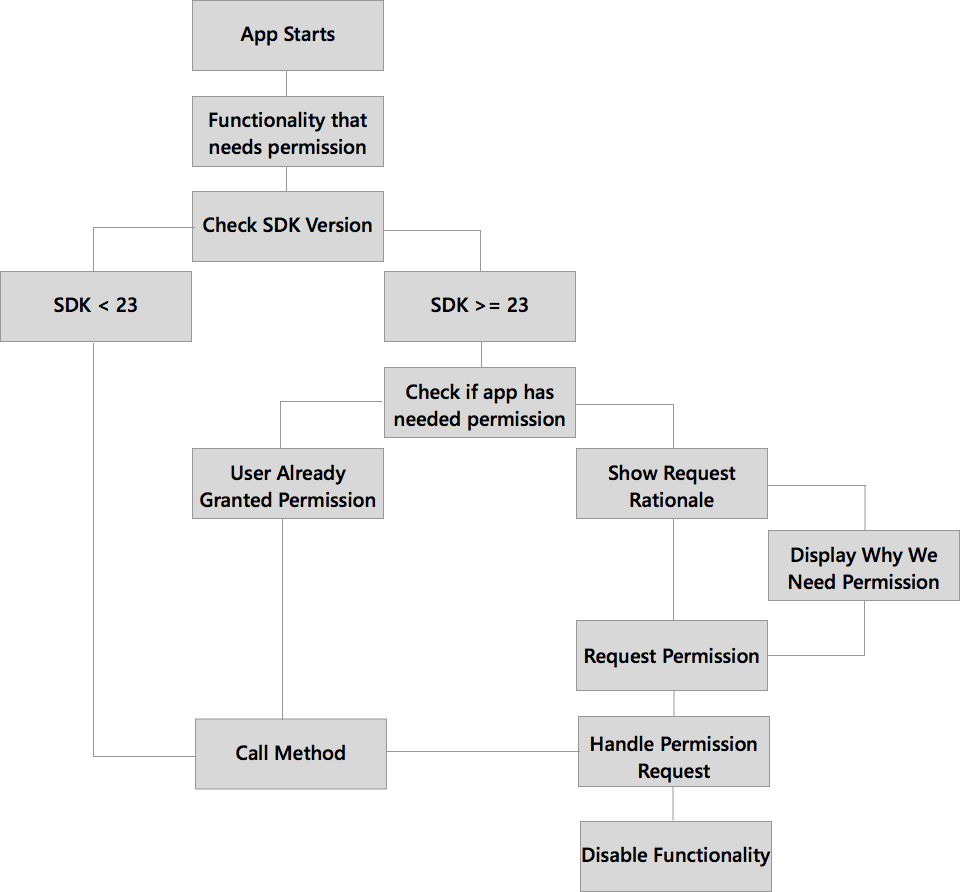 App Starts
Functionality that
needs permission
Check SDK Version
SDK < 23
SDK >= 23
Check if app has
needed permission
User Already
Granted Permission
Show Request
Rationale
Display Why We
Need Permission
Request Permission
Call Method
Handle Permission
Request
Disable Functionality